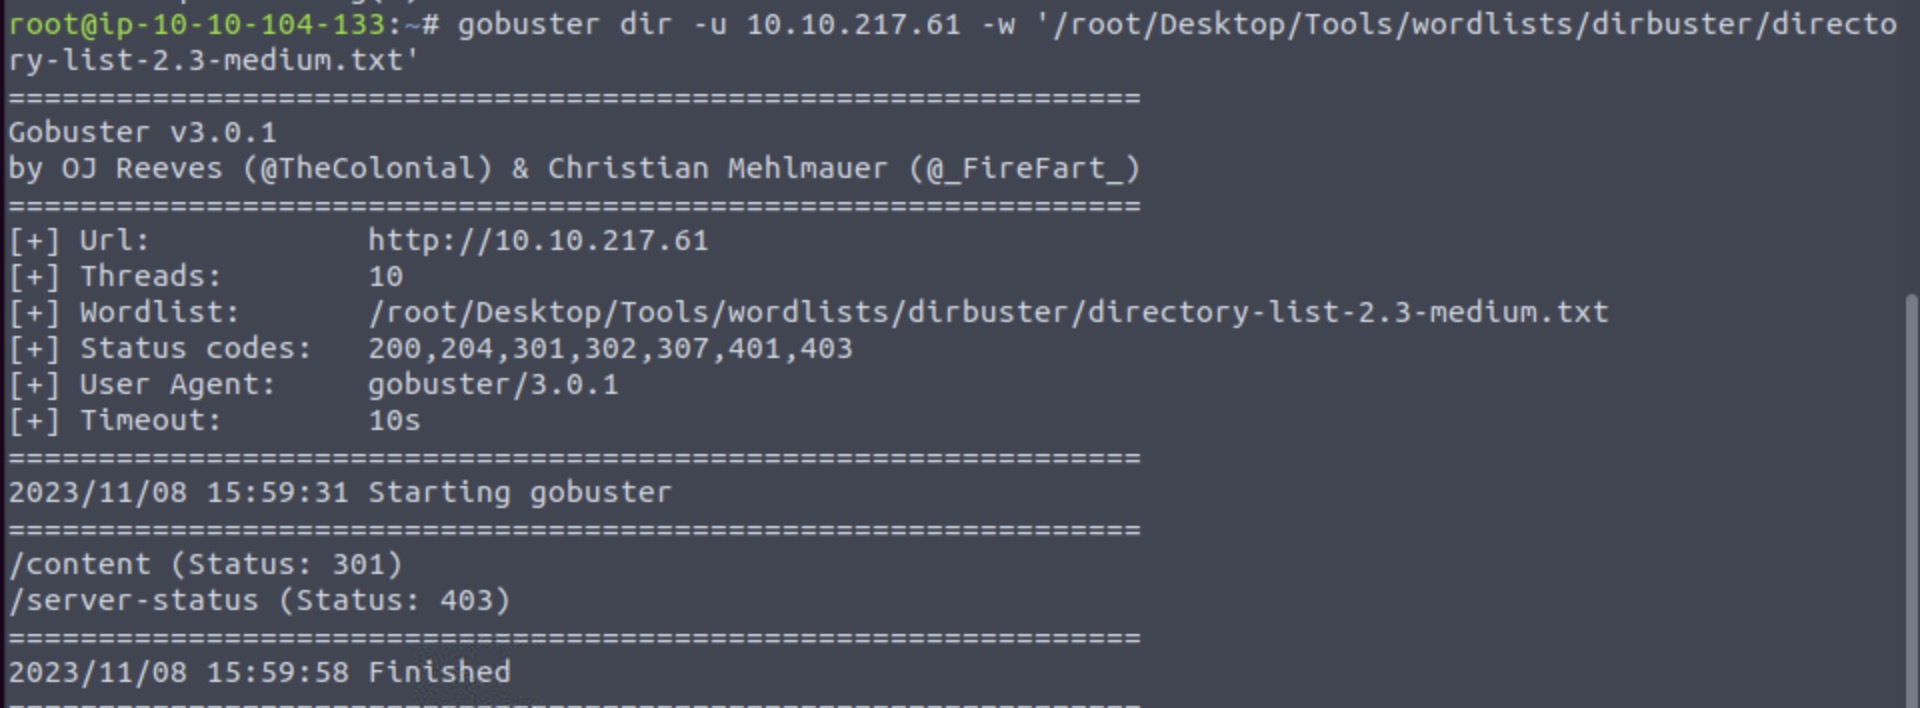 root@ip-10-10-104-133:~# gobuster dir -u 10.10.217.61 -w '/root/Desktop/Tools/wordlists/dirbuster/directo
ry-list-2.3-medium.txt'
===============================================================
Gobuster v3.0.1
by OJ Reeves (@TheColonial) & Christian Mehlmauer (@_FireFart_)
===============================================================
[+] Url:            http://10.10.217.61
[+] Threads:        10
[+] Wordlist:       /root/Desktop/Tools/wordlists/dirbuster/directory-list-2.3-medium.txt
[+] Status codes:   200,204,301,302,307,401,403
[+] User Agent:     gobuster/3.0.1
[+] Timeout:        10s
===============================================================
2023/11/08 15:59:31 Starting gobuster
===============================================================
/content (Status: 301)
/server-status (Status: 403)
===============================================================
2023/11/08 15:59:58 Finished
===============================================================